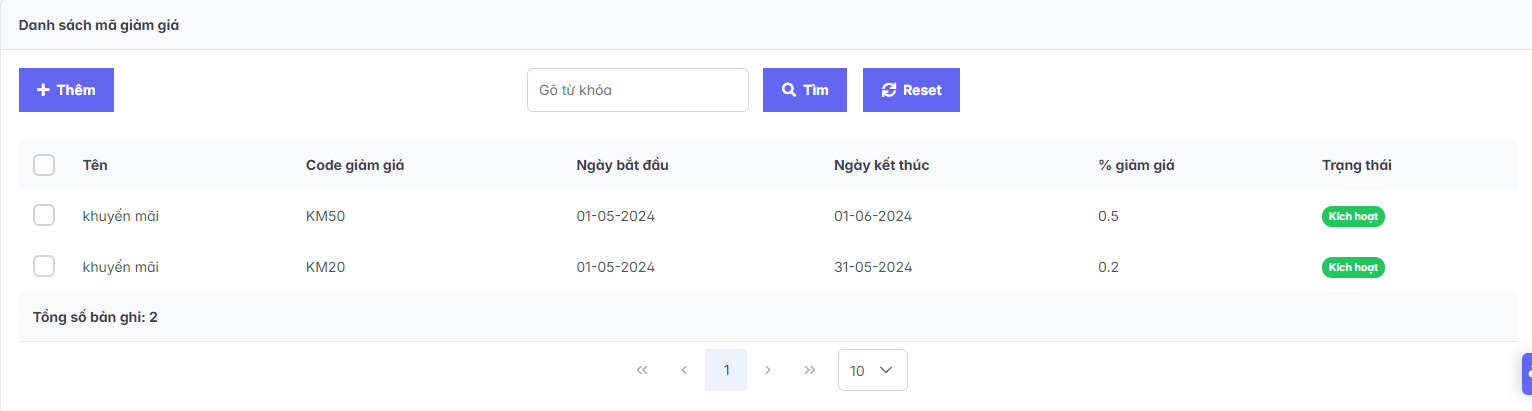 Danh sách mã giảm giá
Thêm Gõ từ khóa Tìm Reset
Tên Code giảm giá Ngày bắt đầu Ngày kết thúc % giảm giá Trạng thái
khuyến mãi KM50 01-05-2024 01-06-2024 0.5 Kích hoạt
khuyến mãi KM20 01-05-2024 31-05-2024 0.2 Kích hoạt
Tổng số bản ghi: 2
1 10